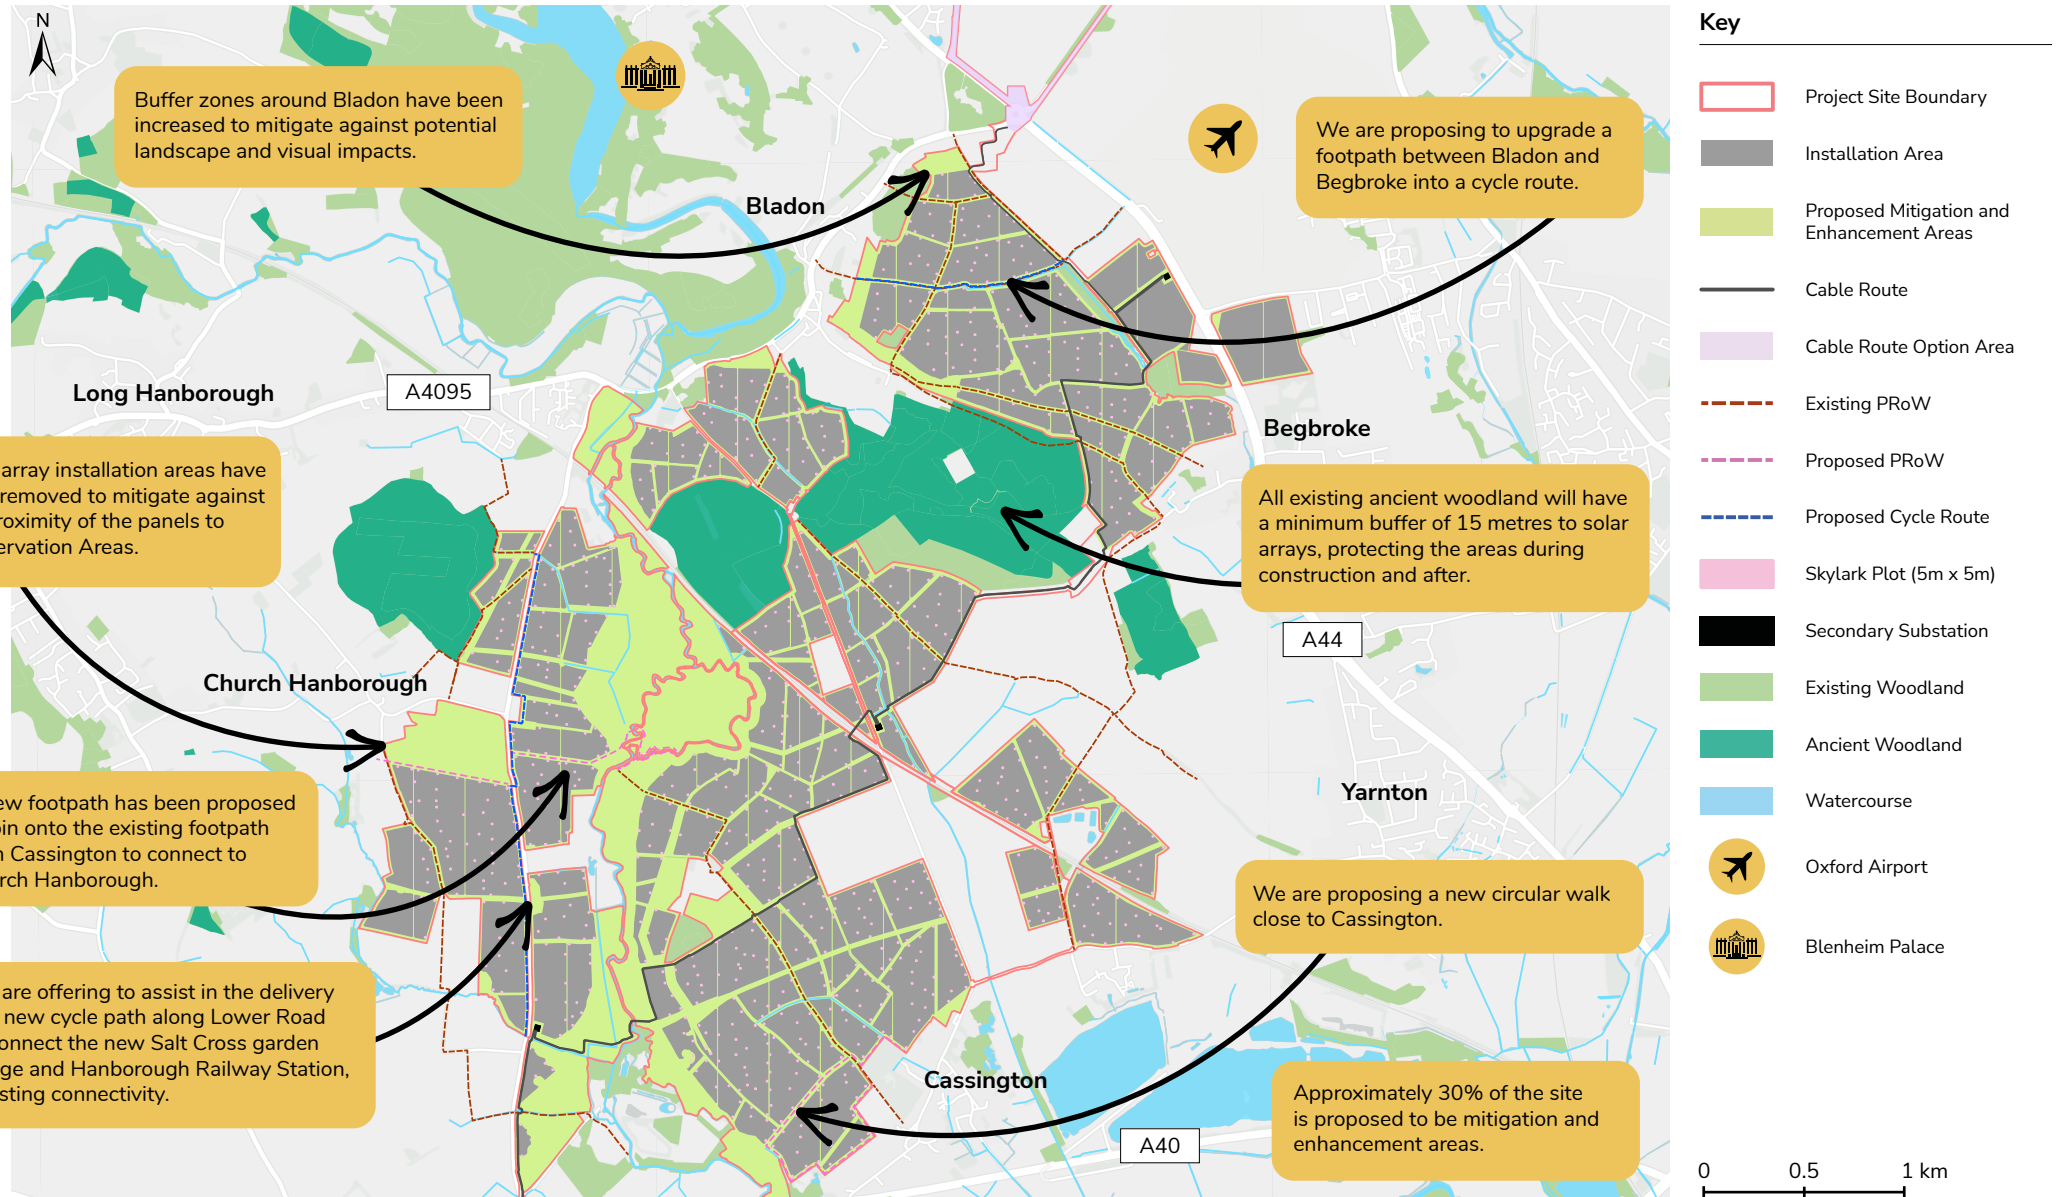 N
Buffer zones around Bladon have been
increased to mitigate against potential
landscape and visual impacts.
We are proposing to upgrade a
footpath between Bladon and
Begbroke into a cycle route.
Bladon
Long Hanborough
A4095
Begbroke
array installation areas have
removed to mitigate against
roximity of the panels to
ervation Areas.
All existing ancient woodland will have
a minimum buffer of 15 metres to solar
arrays, protecting the areas during
construction and after.
A44
Church Hanborough
Yarnton
ew footpath has been proposed
oin onto the existing footpath
n Cassington to connect to
rch Hanborough.
We are proposing a new circular walk
close to Cassington.
are offering to assist in the delivery
new cycle path along Lower Road
onnect the new Salt Cross garden
ge and Hanborough Railway Station,
sting connectivity.
Cassington
A40
Approximately 30% of the site
is proposed to be mitigation and
enhancement areas.
Key
Project Site Boundary
Installation Area
Proposed Mitigation and
Enhancement Areas
Cable Route
Cable Route Option Area
Existing PRoW
Proposed PRoW
Proposed Cycle Route
Skylark Plot (5m x 5m)
Secondary Substation
Existing Woodland
Ancient Woodland
Watercourse
Oxford Airport
Blenheim Palace
0 0.5 1 km